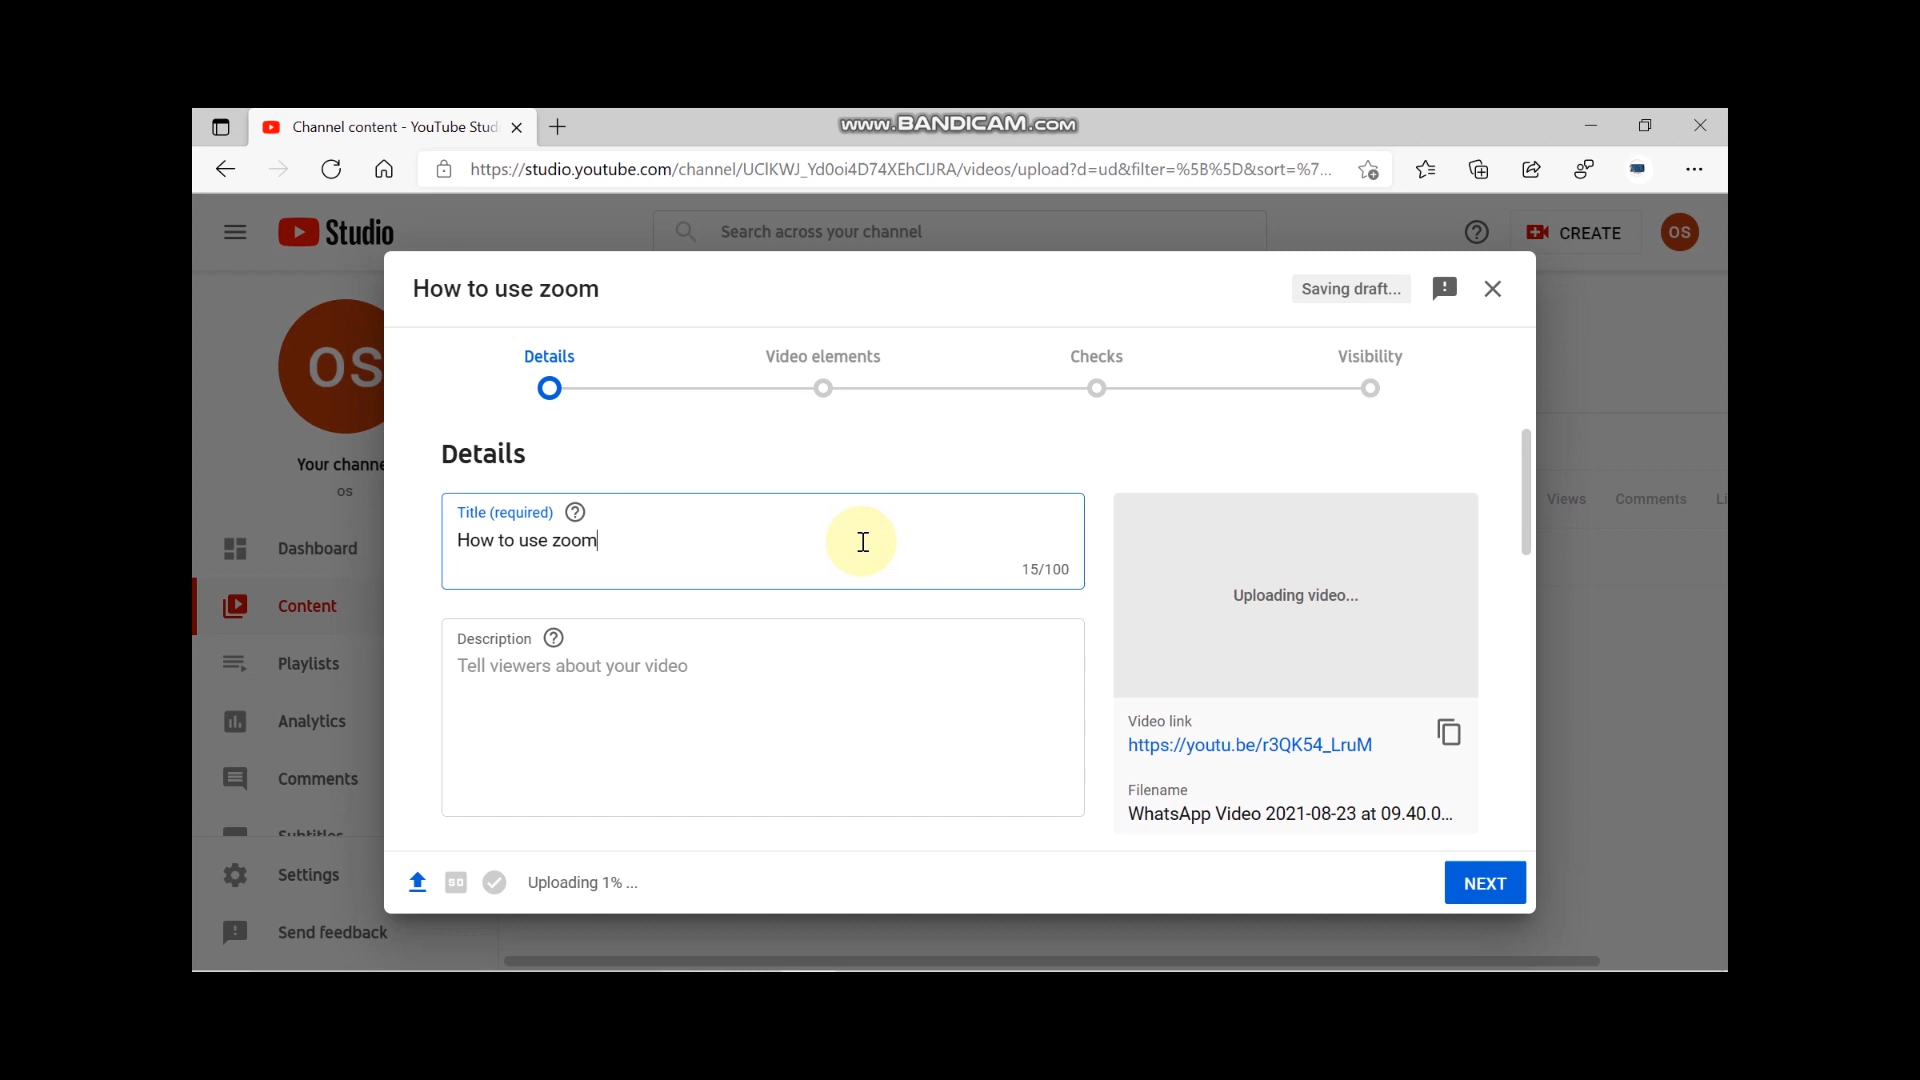 www.BANDICAM.com
Channel content - YouTube Stud
https://studio.youtube.com/channel/UCIKWJ_Yd0oi4D74XEhCIJRA/videos/upload?d=ud&filter=%5B%5D&sort=%7...
Studio
Search across your channel
CREATE
OS
How to use zoom
Saving draft...
Details
Video elements
Checks
Visibility
OS
Your channe
os
Dashboard
Content
Playlists
Analytics
Comments
Subtitles
Settings
Send feedback
Details
Title (required)
How to use zoom
15/100
Description
Tell viewers about your video
Uploading video...
Video link
https://youtu.be/r3QK54_LruM
Filename
WhatsApp Video 2021-08-23 at 09.40.0...
Views
Comments
Li
SD
Uploading 1% ...
NEXT